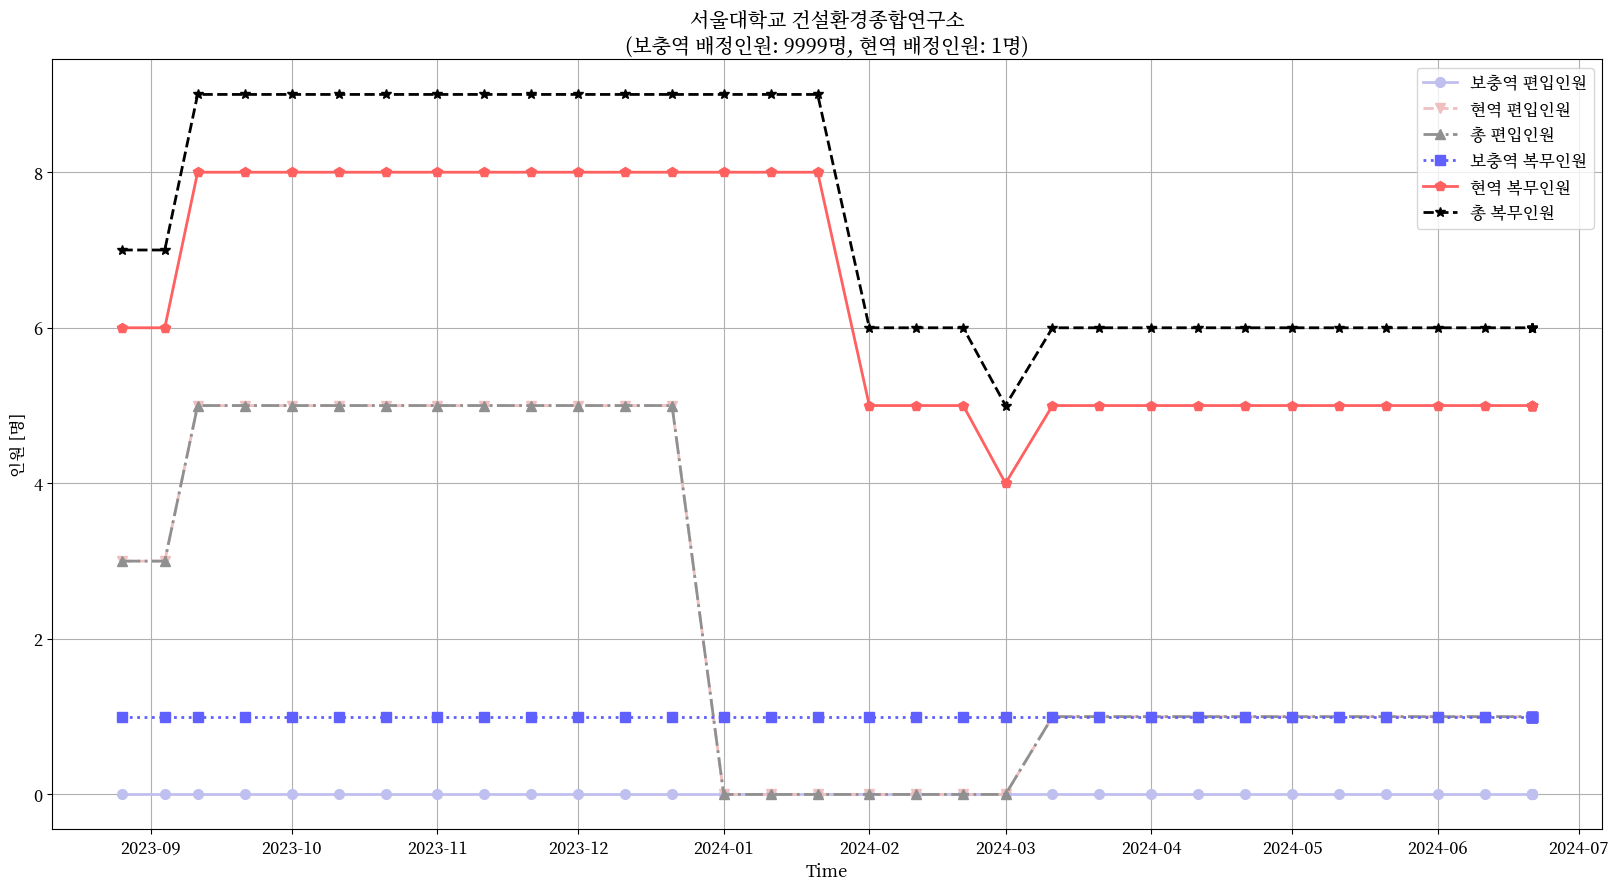 서울대학교 건설환경종합연구소
(보충역 배정인원: 9999명, 현역 배정인원: 1명)
보충역 편입인원
현역 편입인원
총 편입인원
보충역 복무인원
현역 복무인원
총 복무인원
인원 [명]
8
6
4
2
0
2023-09
2023-10
2023-11
2023-12
2024-01
2024-02
2024-03
2024-04
2024-05
2024-06
2024-07
Time